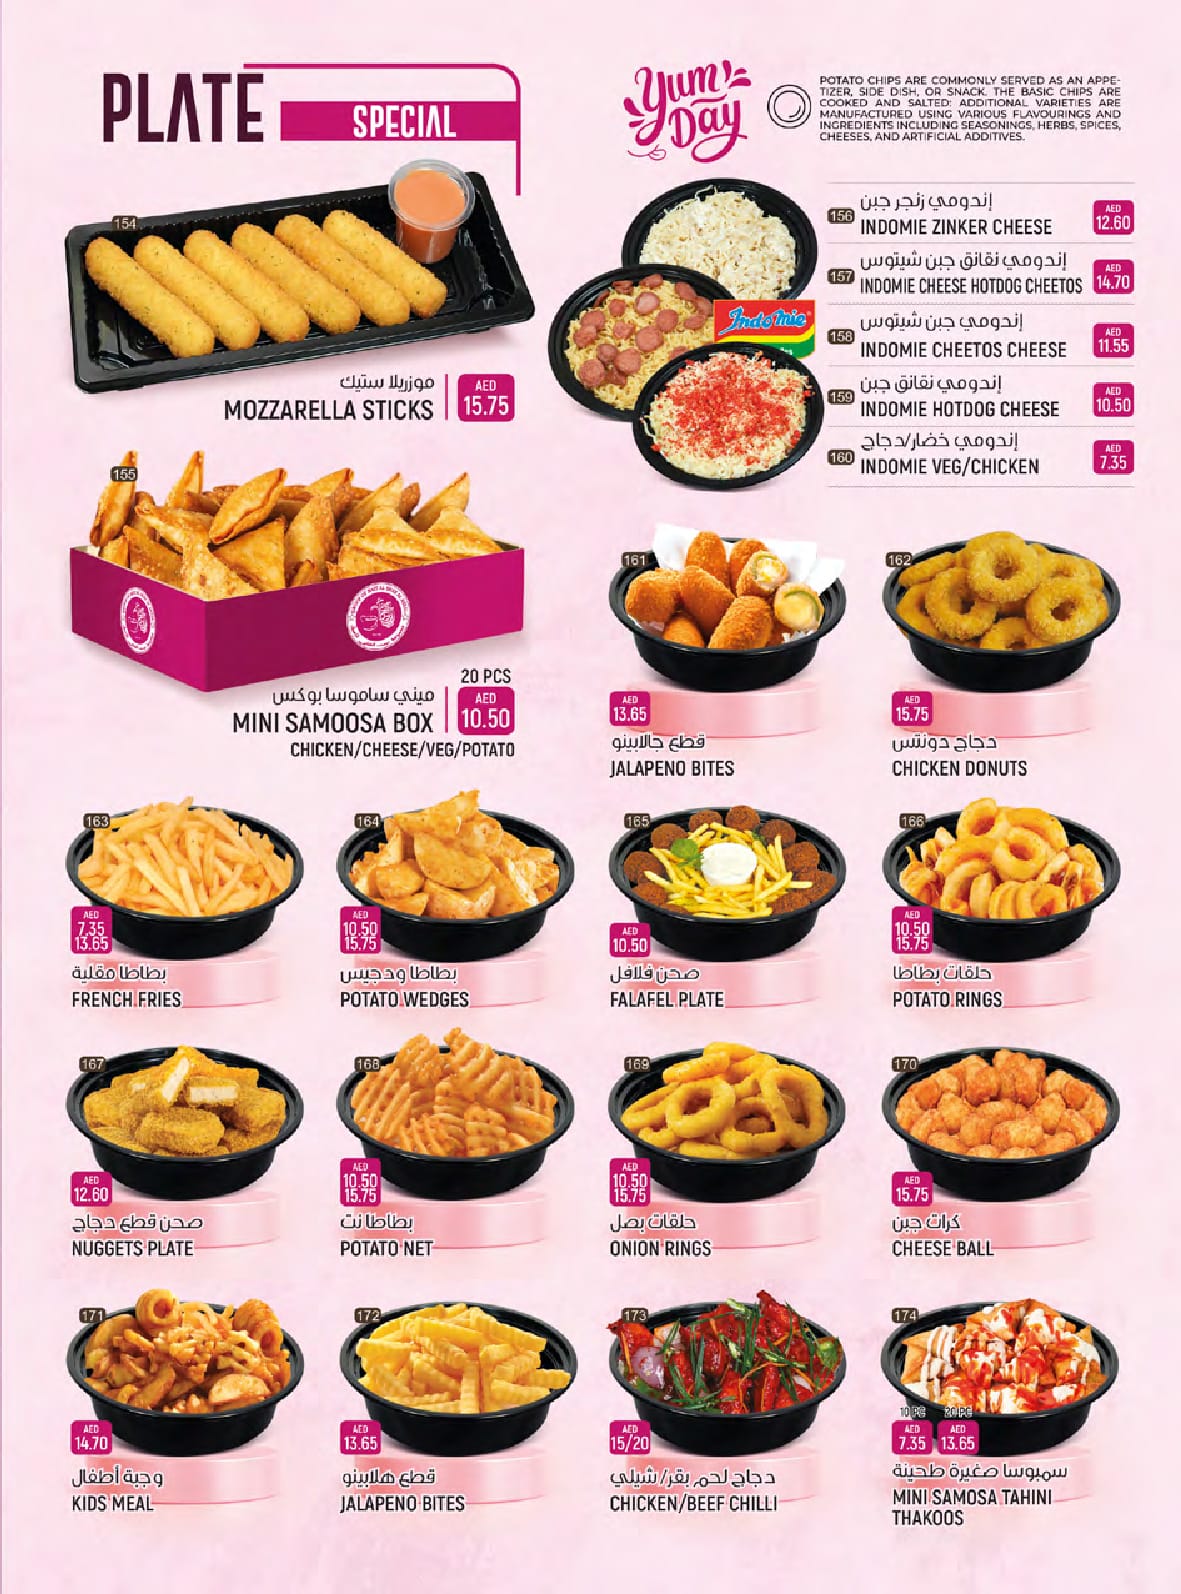 PLATE
SPECIAL
Yum
Day
POTATO CHIPS ARE COMMONLY SERVED AS AN APPE-
TIZER, SIDE DISH, OR SNACK. THE BASIC CHIPS ARE
COOKED AND SALTED: ADDITIONAL VARIETIES ARE
MANUFACTURED USING VARIOUS FLAVOURINGS AND
INGREDIENTS INCLUDING SEASONINGS, HERBS, SPICES,
CHEESES, AND ARTIFICIAL ADDITIVES.
154
موزريلا ستيك
MOZZARELLA STICKS
AED
15.75
155
20 PCS
ميني ساموسا بوكس
MINI SAMOOSA BOX
AED
10.50
CHICKEN/CHEESE/VEG/POTATO
Indomie
156
إندومي زنجر جبن
INDOMIE ZINKER CHEESE
AED
12.60
157
إندومي نقانق جبن شيتوس
INDOMIE CHEESE HOTDOG CHEETOS
AED
14.70
158
إندومي جبن شيتوس
INDOMIE CHEETOS CHEESE
AED
11.55
159
إندومي نقانق جبن
INDOMIE HOTDOG CHEESE
AED
10.50
160
إندومي خضار/دجاج
INDOMIE VEG/CHICKEN
AED
7.35
161
AED
13.65
قطع جالابينو
JALAPENO BITES
162
AED
15.75
دجاج دونتس
CHICKEN DONUTS
163
AED
7.35
13.65
بطاطا مقلية
FRENCH FRIES
164
AED
10.50
15.75
بطاطا ودجيس
POTATO WEDGES
165
AED
10.50
صحن فلافل
FALAFEL PLATE
166
AED
10.50
15.75
حلقات بطاطا
POTATO RINGS
167
AED
12.60
صحن قطع دجاج
NUGGETS PLATE
168
AED
10.50
15.75
بطاطا نت
POTATO NET
169
AED
10.50
15.75
حلقات بصل
ONION RINGS
170
AED
15.75
كرات جبن
CHEESE BALL
171
AED
14.70
وجبة أطفال
KIDS MEAL
172
AED
13.65
قطع هلابينو
JALAPENO BITES
173
AED
15/20
دجاج لحم بقر/ شيلي
CHICKEN/BEEF CHILLI
174
10 PC 20 PC
AED AED
7.35 13.65
سمبوسا صغيرة طحينة
MINI SAMOSA TAHINI
THAKOOS